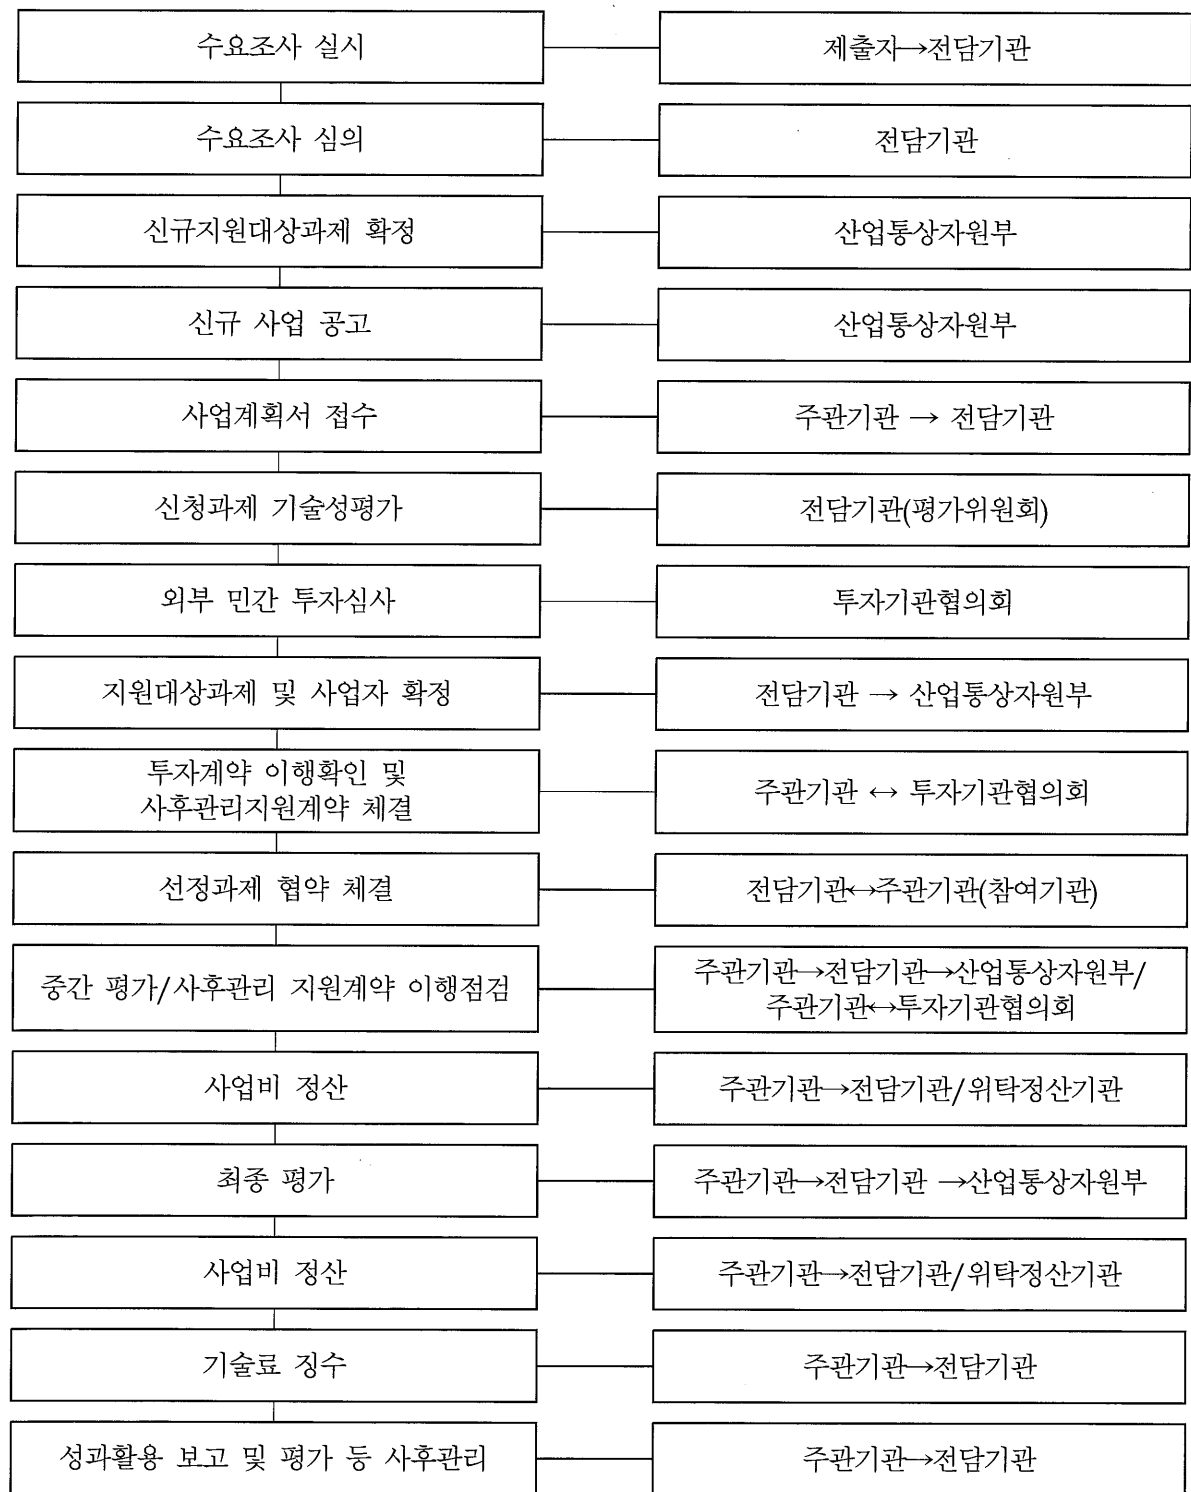 수요조사 실시
제출자→전담기관
수요조사 심의
전담기관
신규지원대상과제 확정
산업통상자원부
신규 사업 공고
산업통상자원부
사업계획서 접수
주관기관 → 전담기관
신청과제 기술성평가
전담기관(평가위원회)
외부 민간 투자심사
투자기관협의회
지원대상과제 및 사업자 확정
전담기관 → 산업통상자원부
투자계약 이행확인 및
사후관리지원계약 체결
주관기관 ↔ 투자기관협의회
선정과제 협약 체결
전담기관↔주관기관(참여기관)
중간 평가/사후관리 지원계약 이행점검
주관기관→전담기관→산업통상자원부/
주관기관↔투자기관협의회
사업비 정산
주관기관→전담기관/위탁정산기관
최종 평가
주관기관→전담기관 →산업통상자원부
사업비 정산
주관기관→전담기관/위탁정산기관
기술료 징수
주관기관→전담기관
성과활용 보고 및 평가 등 사후관리
주관기관→전담기관